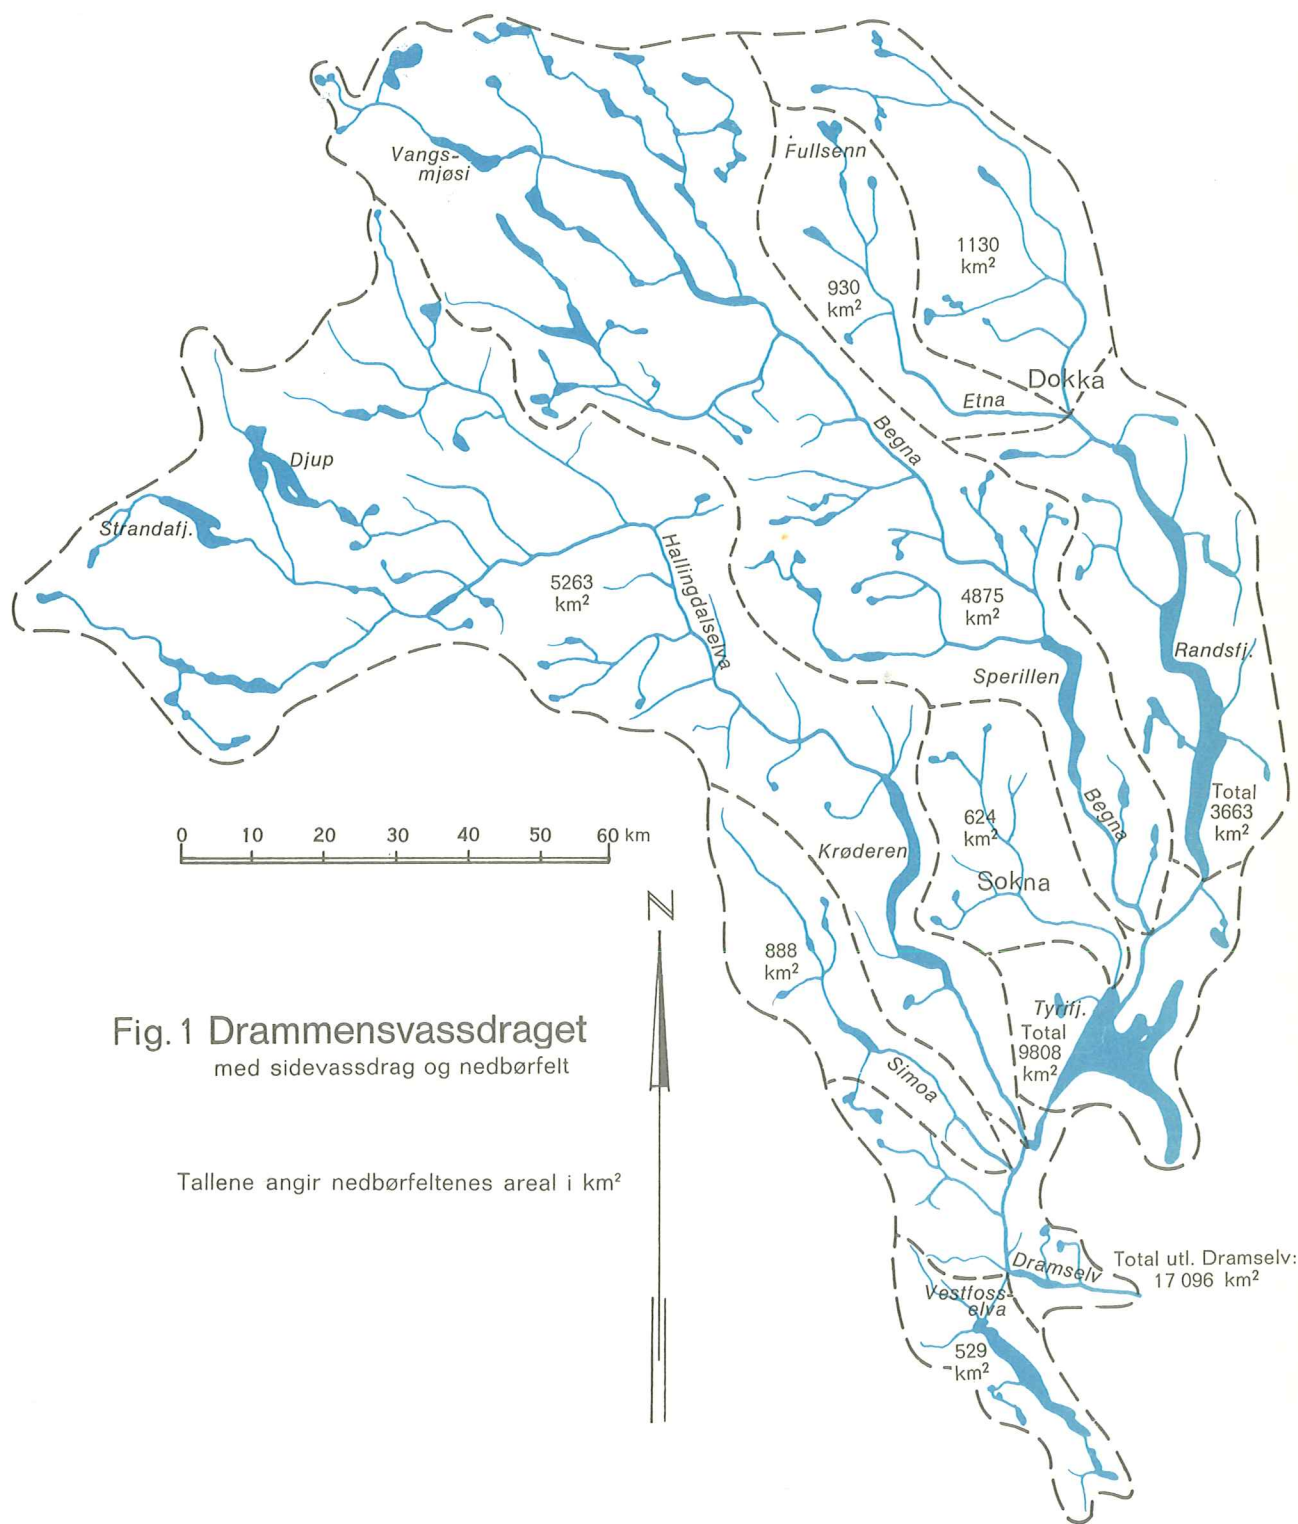 Vangs-
mjøsi
Fullsenn
1130
km²
930
km²
Dokka
Etna
Begna
Djup
Strandafj.
Hallingdalselva
5263
km²
4875
km²
Randsfj.
Sperillen
Total
3663
km²
Begna
624
km²
Krøderen
Sokna
0 10 20 30 40 50 60 km
N
888
km²
Tyrifj.
Total
9808
km²
Fig. 1 Drammensvassdraget
med sidevassdrag og nedbørfelt
Simoa
Tallene angir nedbørfeltenes areal i km²
Dramselv
Total utl. Dramselv:
17 096 km²
Vestfoss-
elva
529
km²